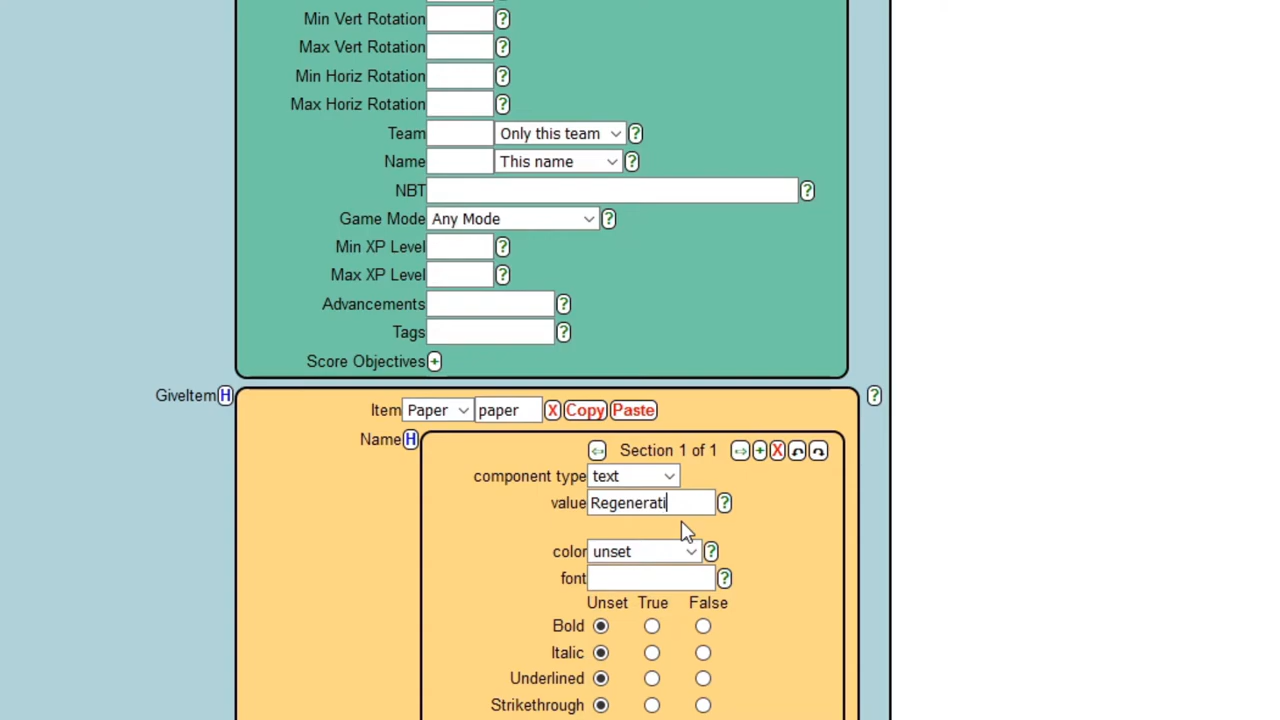 Min Vert Rotation ?
Max Vert Rotation ?
Min Horiz Rotation ?
Max Horiz Rotation ?
Team Only this team ?
Name This name ?
NBT ?
Game Mode Any Mode ?
Min XP Level ?
Max XP Level ?
Advancements ?
Tags ?
Score Objectives +
GiveItem H ?
Item Paper paper X Copy Paste
Name H Section 1 of 1 + X
component type text
value Regenerati ?
color unset ?
font ?
Unset True False
Bold
Italic
Underlined
Strikethrough